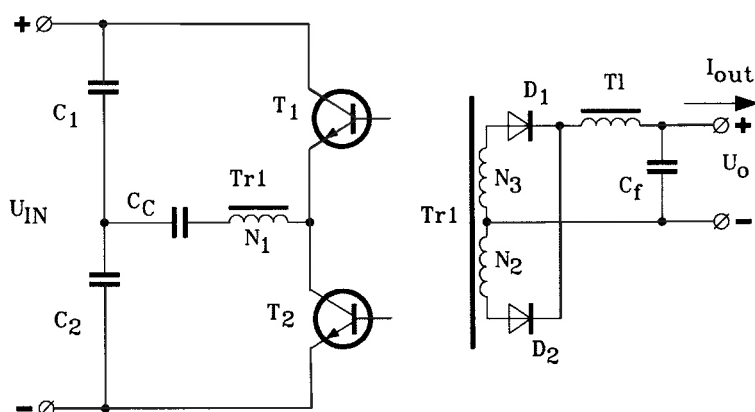 +
C1
T1
UIN
CC
Tr1
N1
C2
T2
−
D1
Tl
Iout
+
N3
Cf
Uo
Tr1
−
N2
D2